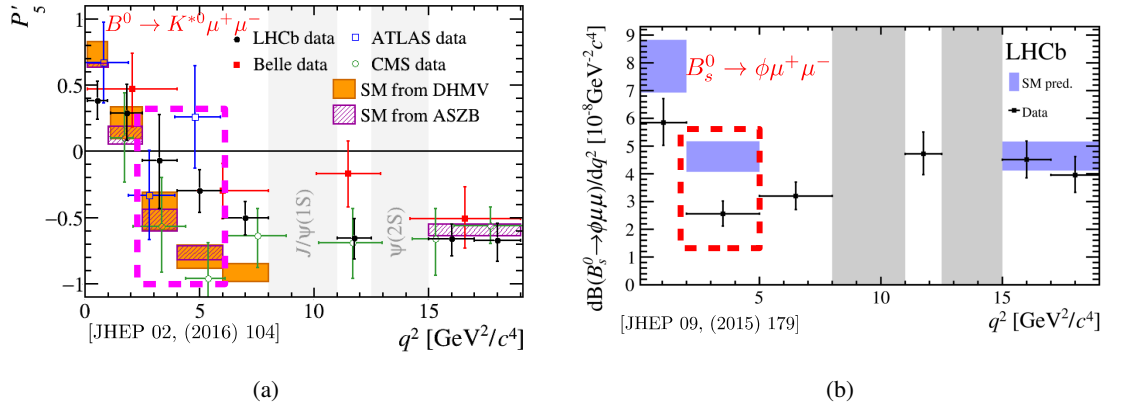 P′5
B⁰ → K*⁰μ⁺μ⁻
LHCb data
ATLAS data
Belle data
CMS data
SM from DHMV
SM from ASZB
1
0.5
0
−0.5
−1
J/ψ(1S)
ψ(2S)
0 5 10 15
[JHEP 02, (2016) 104]
q² [GeV²/c⁴]
(a)
dB(B⁰s→φμμ)/dq² [10⁻⁸GeV⁻²c⁴]
9
8
7
6
5
4
3
2
1
0
B⁰s → φμ⁺μ⁻
LHCb
SM pred.
Data
5 10 15
[JHEP 09, (2015) 179]
q² [GeV²/c⁴]
(b)